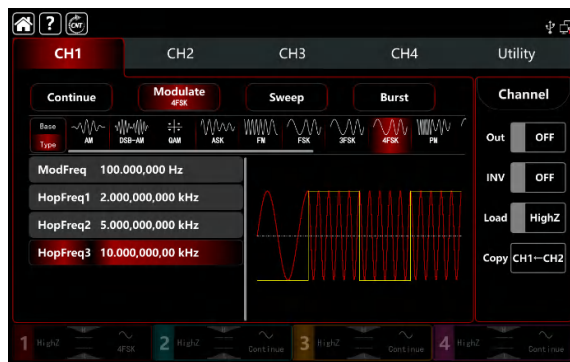 ? CNT
CH1 CH2 CH3 CH4 Utility
Continue Modulate Sweep Burst Channel
4FSK
Base
Type AM DSB-AM QAM ASK FM FSK 3FSK 4FSK PM
Out OFF
ModFreq 100.000,000 Hz
INV OFF
HopFreq1 2.000,000,000 kHz
HopFreq2 5.000,000,000 kHz
Load HighZ
HopFreq3 10.000,000,00 kHz
Copy CH1←CH2
1 HighZ 4FSK 2 HighZ Continue 3 HighZ Continue 4 HighZ Continue